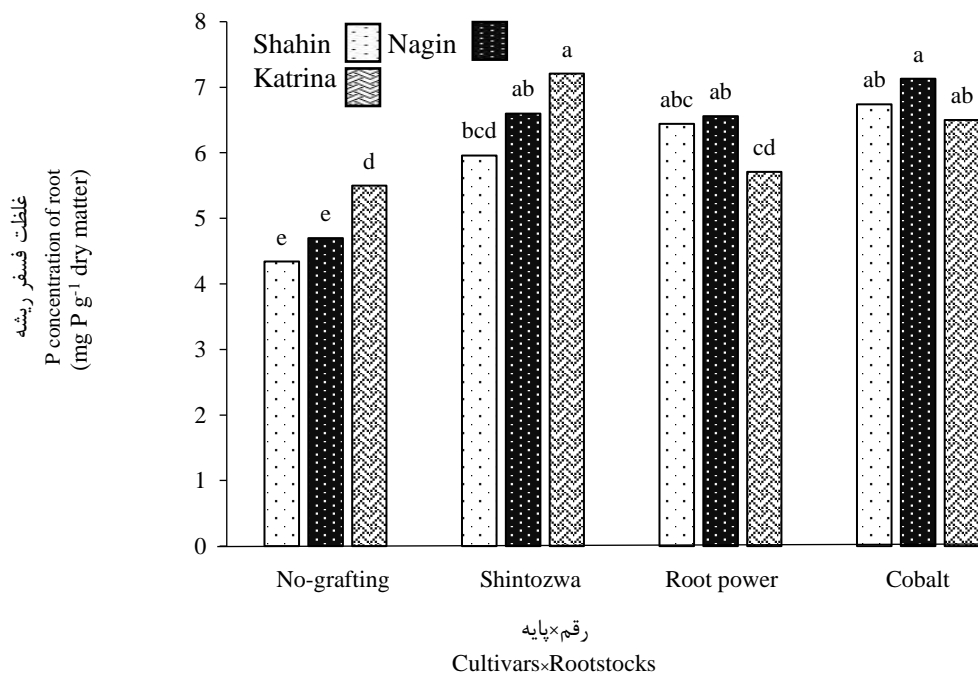 8
7
6
5
4
3
2
1
0
Shahin
Nagin
Katrina
e
e
d
bcd
ab
a
abc
ab
cd
ab
a
ab
No-grafting
Shintozwa
Root power
Cobalt
غلظت فسفر ریشه
P concentration of root
(mg P g⁻¹ dry matter)
رقم×پایه
Cultivars×Rootstocks